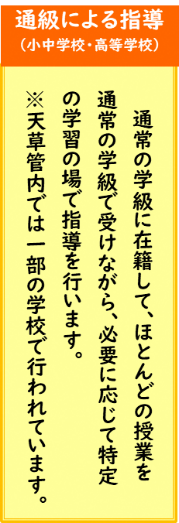 通級による指導
(小中学校・高等学校)
通常の学級に在籍して、ほとんどの授業を
通常の学級で受けながら、必要に応じて特定
の学習の場で指導を行います。
※天草管内では一部の学校で行われています。